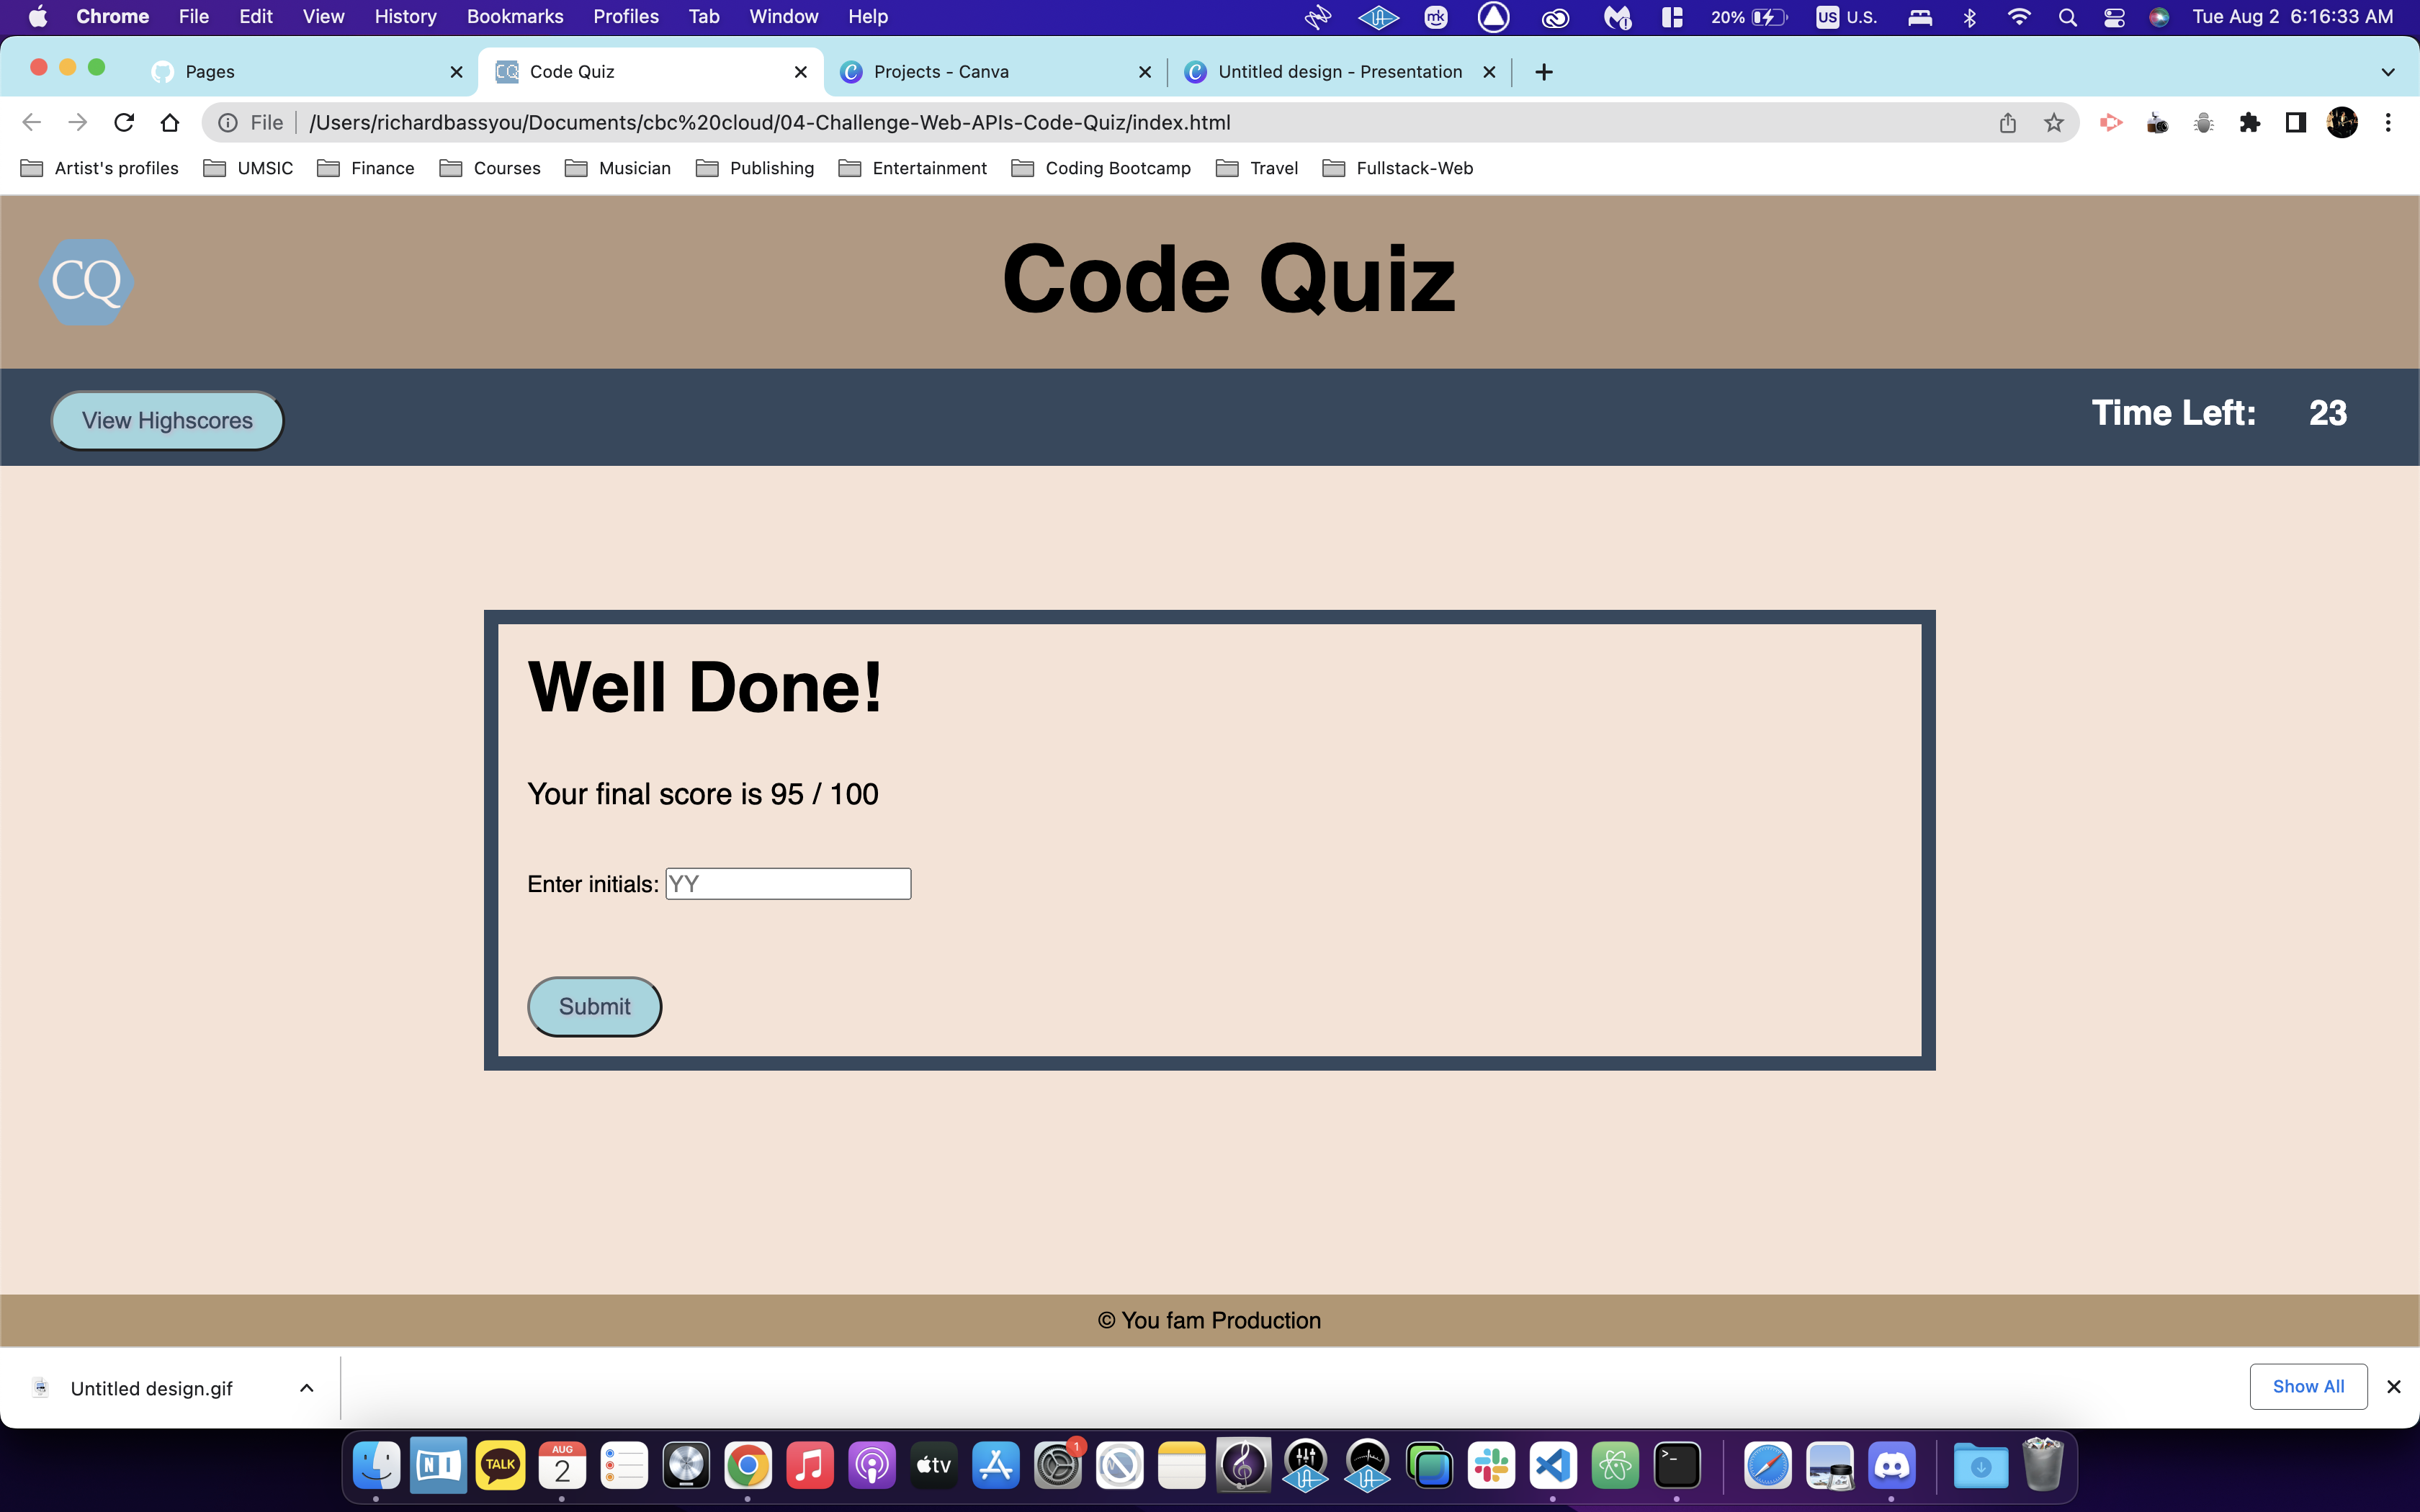 Chrome File Edit View History Bookmarks Profiles Tab Window Help mk 20% US U.S. Tue Aug 2 6:16:33 AM
Pages Code Quiz Projects - Canva Untitled design - Presentation
File /Users/richardbassyou/Documents/cbc%20cloud/04-Challenge-Web-APIs-Code-Quiz/index.html
Artist's profiles UMSIC Finance Courses Musician Publishing Entertainment Coding Bootcamp Travel Fullstack-Web
CQ Code Quiz
View Highscores Time Left: 23
Well Done!
Your final score is 95 / 100
Enter initials: YY
Submit
© You fam Production
Untitled design.gif Show All
NI TALK AUG 2 tv 1